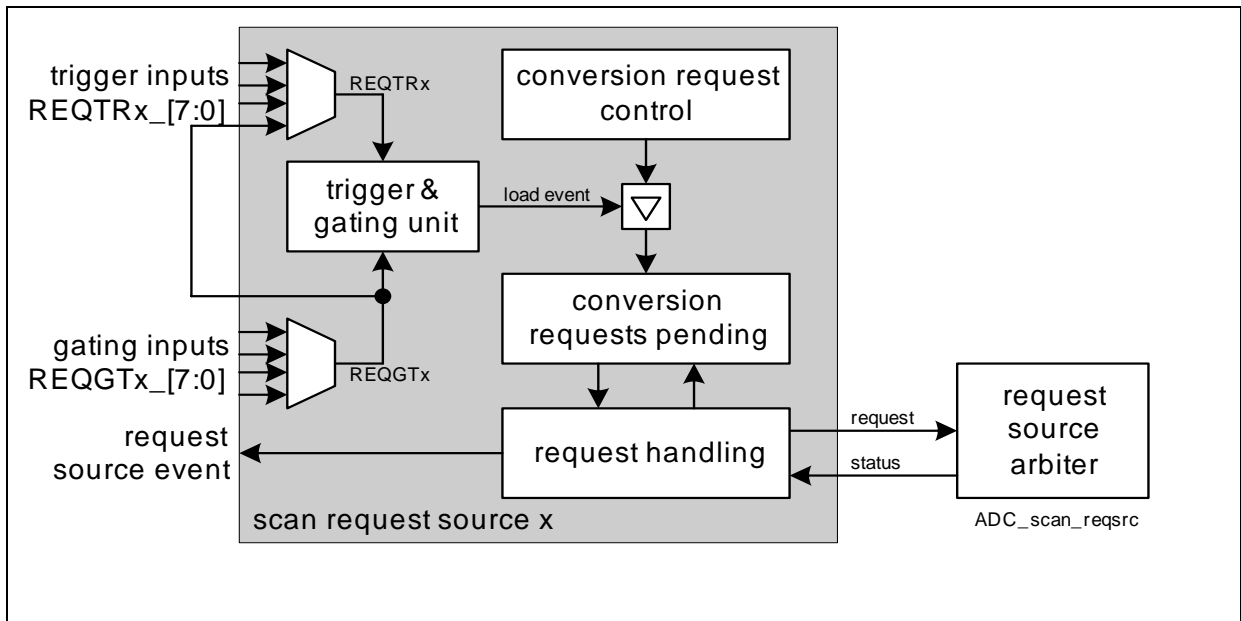 trigger inputs
REQTRx_[7:0]
REQTRx
conversion request
control
trigger &
gating unit
load event
conversion
requests pending
gating inputs
REQGTx_[7:0]
REQGTx
request
source event
request handling
request
status
request
source
arbiter
scan request source x
ADC_scan_reqsrc